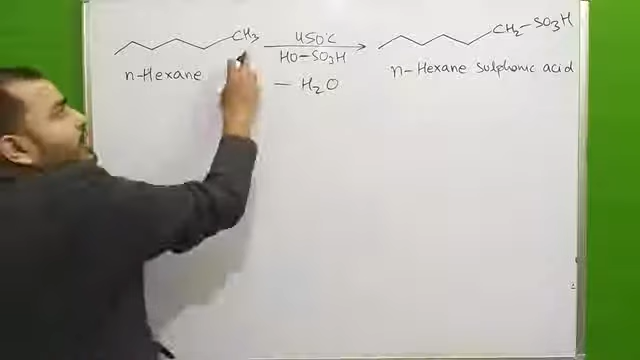 CH3 450°C CH2-SO3H
HO-SO3H
n-Hexane - H2O n-Hexane sulphonic acid